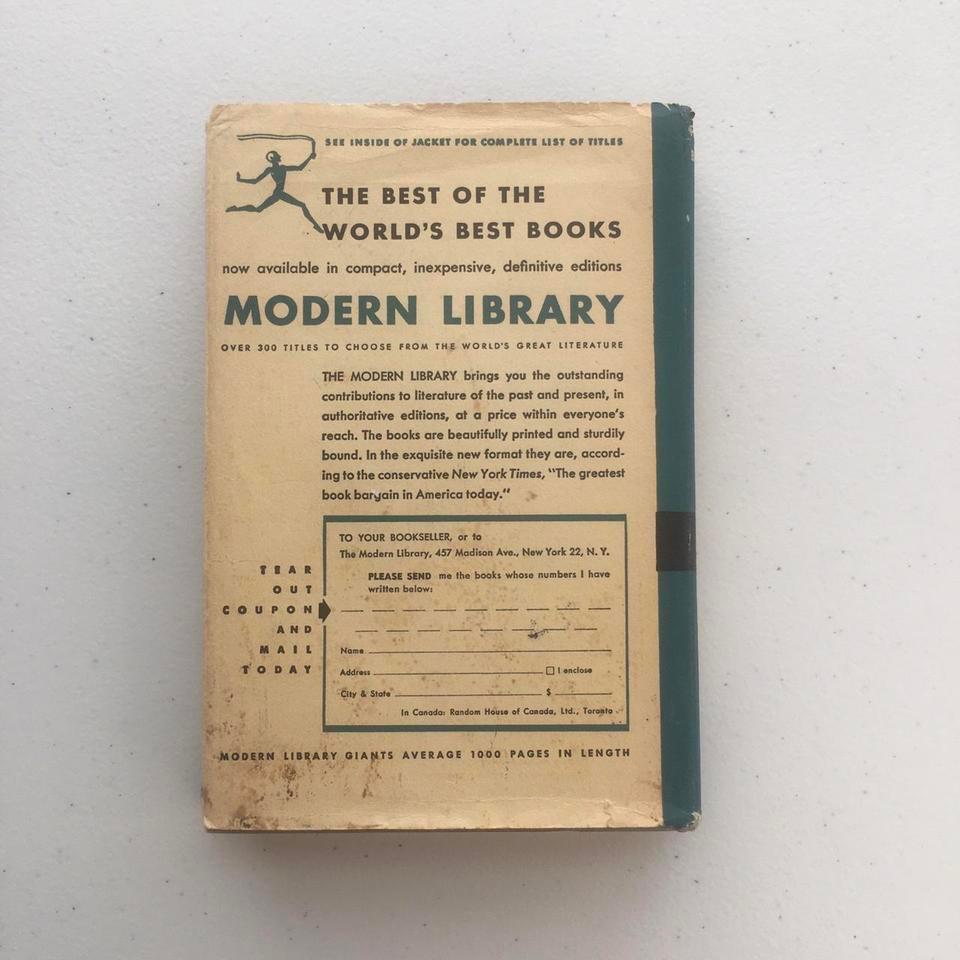 SEE INSIDE OF JACKET FOR COMPLETE LIST OF TITLES
THE BEST OF THE
WORLD'S BEST BOOKS
now available in compact, inexpensive, definitive editions
MODERN LIBRARY
OVER 300 TITLES TO CHOOSE FROM THE WORLD'S GREAT LITERATURE
THE MODERN LIBRARY brings you the outstanding
contributions to literature of the past and present, in
authoritative editions, at a price within everyone's
reach. The books are beautifully printed and sturdily
bound. In the exquisite new format they are, accord-
ing to the conservative New York Times, "The greatest
book bargain in America today."
TO YOUR BOOKSELLER, or to
The Modern Library, 457 Madison Ave., New York 22, N. Y.
PLEASE SEND me the books whose numbers I have
written below:
TEAR
OUT
COUPON
AND
MAIL
TODAY
Name
Address
I enclose
City & State
$
In Canada: Random House of Canada, Ltd., Toronto
MODERN LIBRARY GIANTS AVERAGE 1000 PAGES IN LENGTH